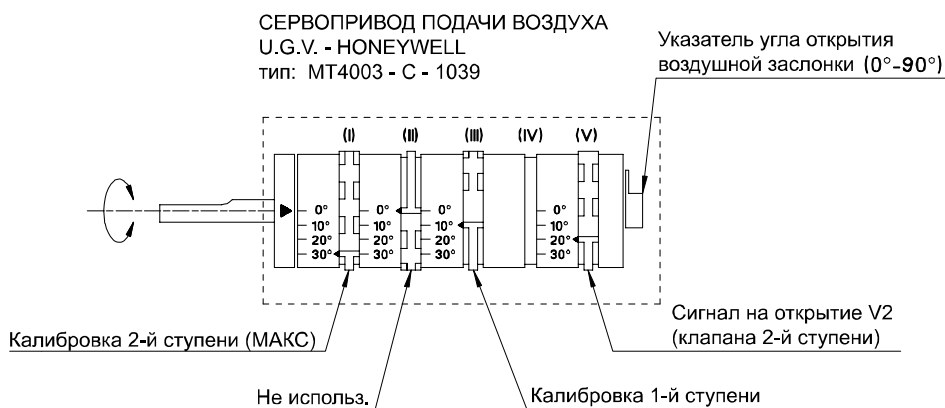 СЕРВОПРИВОД ПОДАЧИ ВОЗДУХА
U.G.V. - HONEYWELL
тип: MT4003 - C - 1039
Указатель угла открытия
воздушной заслонки (0°-90°)
(I) (II) (III) (IV) (V)
0° 0° 0° 0°
10° 10° 10° 10°
20° 20° 20° 20°
30° 30° 30° 30°
Калибровка 2-й ступени (МАКС)
Сигнал на открытие V2
(клапана 2-й ступени)
Не использ.
Калибровка 1-й ступени